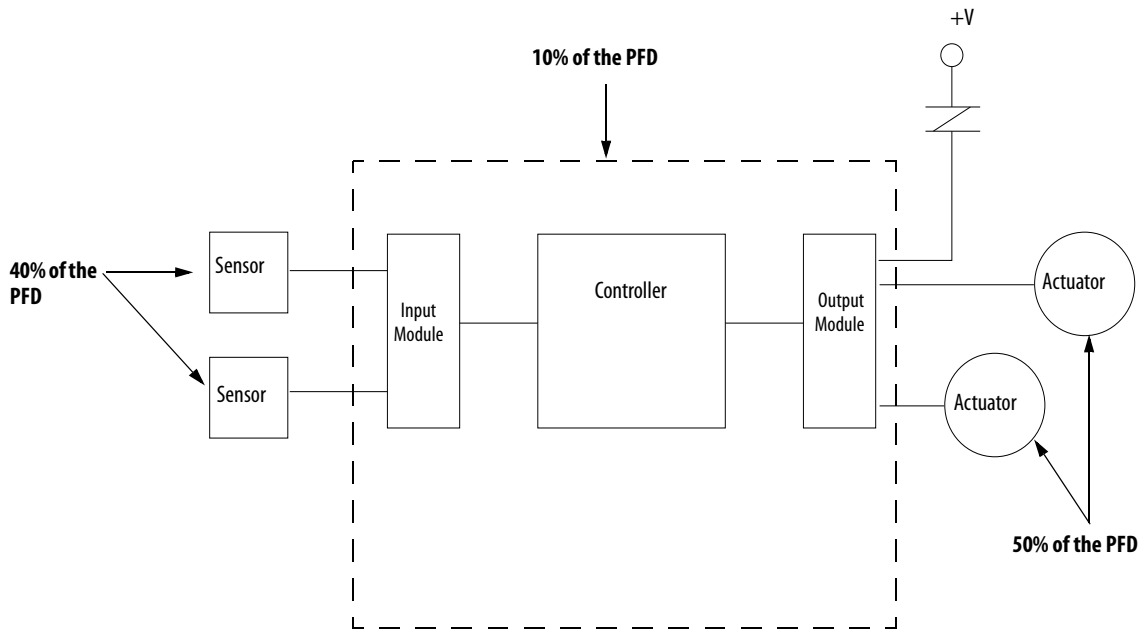 +V
10% of the PFD
40% of the
PFD
Sensor
Sensor
Input
Module
Controller
Output
Module
Actuator
Actuator
50% of the PFD